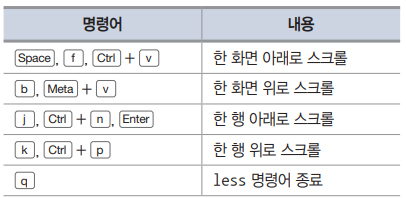 명령어 내용
Space, f, Ctrl + v 한 화면 아래로 스크롤
b, Meta + v 한 화면 위로 스크롤
j, Ctrl + n, Enter 한 행 아래로 스크롤
k, Ctrl + p 한 행 위로 스크롤
q less 명령어 종료